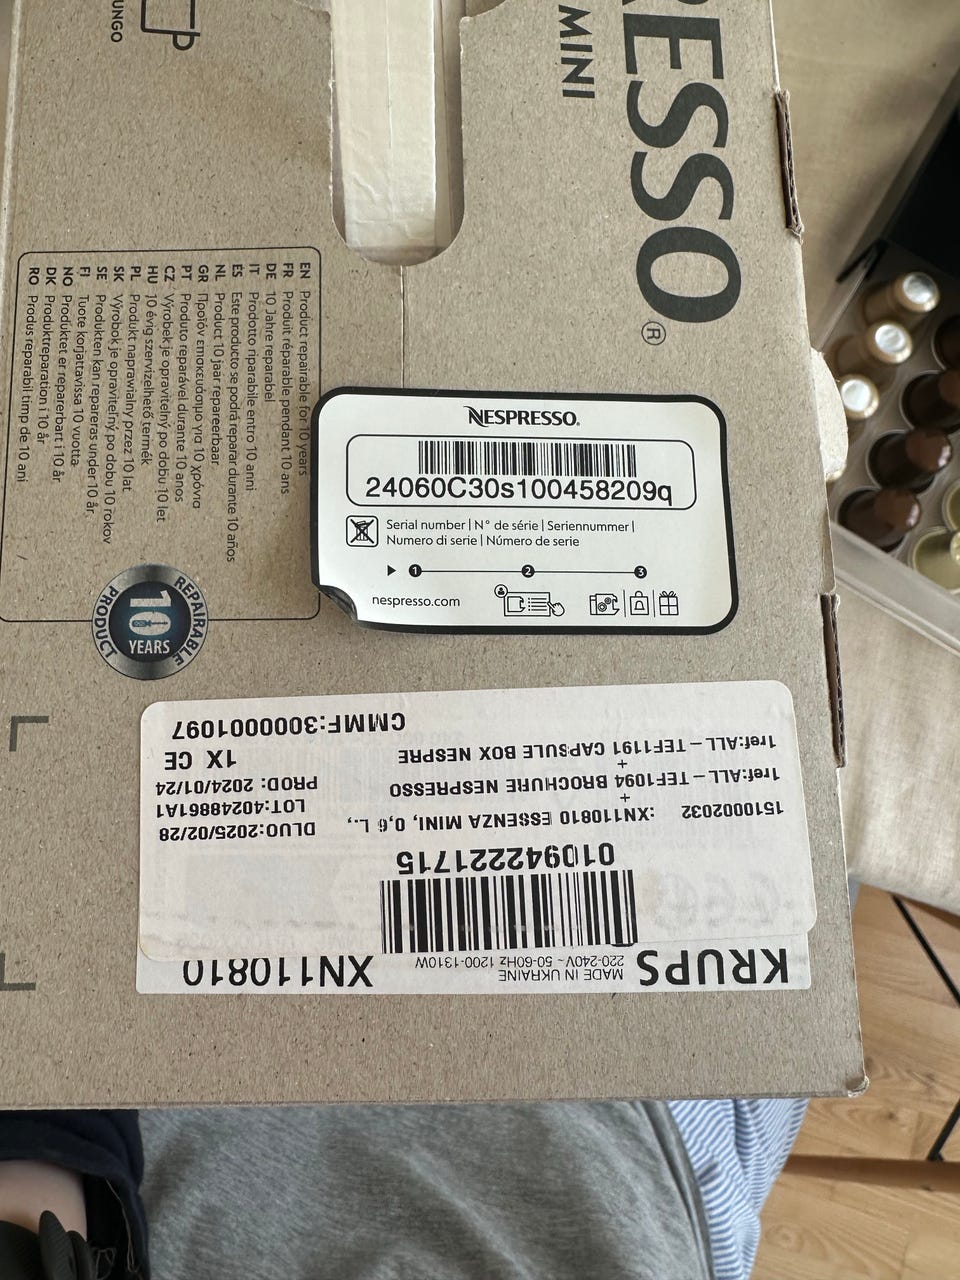 UNGO
RESSO®
MINI
EN Product repairable for 10 years
FR Produit réparable pendant 10 ans
DE 10 Jahre reparabel
IT Prodotto riparabile entro 10 anni
ES Este producto se podrá reparar durante 10 años
NL Product 10 jaar repareerbaar
GR Προϊόν επισκευάσιμο για 10 χρόνια
PT Produto reparável durante 10 anos
CZ Výrobek je opravitelný po dobu 10 let
HU 10 évig szervizelhető termék
PL Produkt naprawialny przez 10 lat
SK Výrobok je opraviteľný po dobu 10 rokov
SE Produkten kan repareras under 10 år.
FI Tuote korjattavissa 10 vuotta
NO Produktet er reparerbart i 10 år
DK Produktreparation i 10 år
RO Produs reparabil timp de 10 ani
REPAIRABLE
10
YEARS
PRODUCT
NESPRESSO®
24060C30s100458209q
Serial number | N° de série | Seriennummer |
Numero di serie | Número de serie
1 2 3
nespresso.com
KRUPS MADE IN UKRAINE XN110810
220-240V~ 50-60Hz 1200-1310W
010942221715
1510002032 :XN110810 ESSENZA MINI, 0,6 L ,.,
+
1ref:ALL – TEF1094 BROCHURE NESPRESSO
+
1ref:ALL – TEF1191 CAPSULE BOX NESPRE
DLUO:2025/02/28
LOT:40248861A1
PROD: 2024/01/24
1X CE
CMMF:3000001097